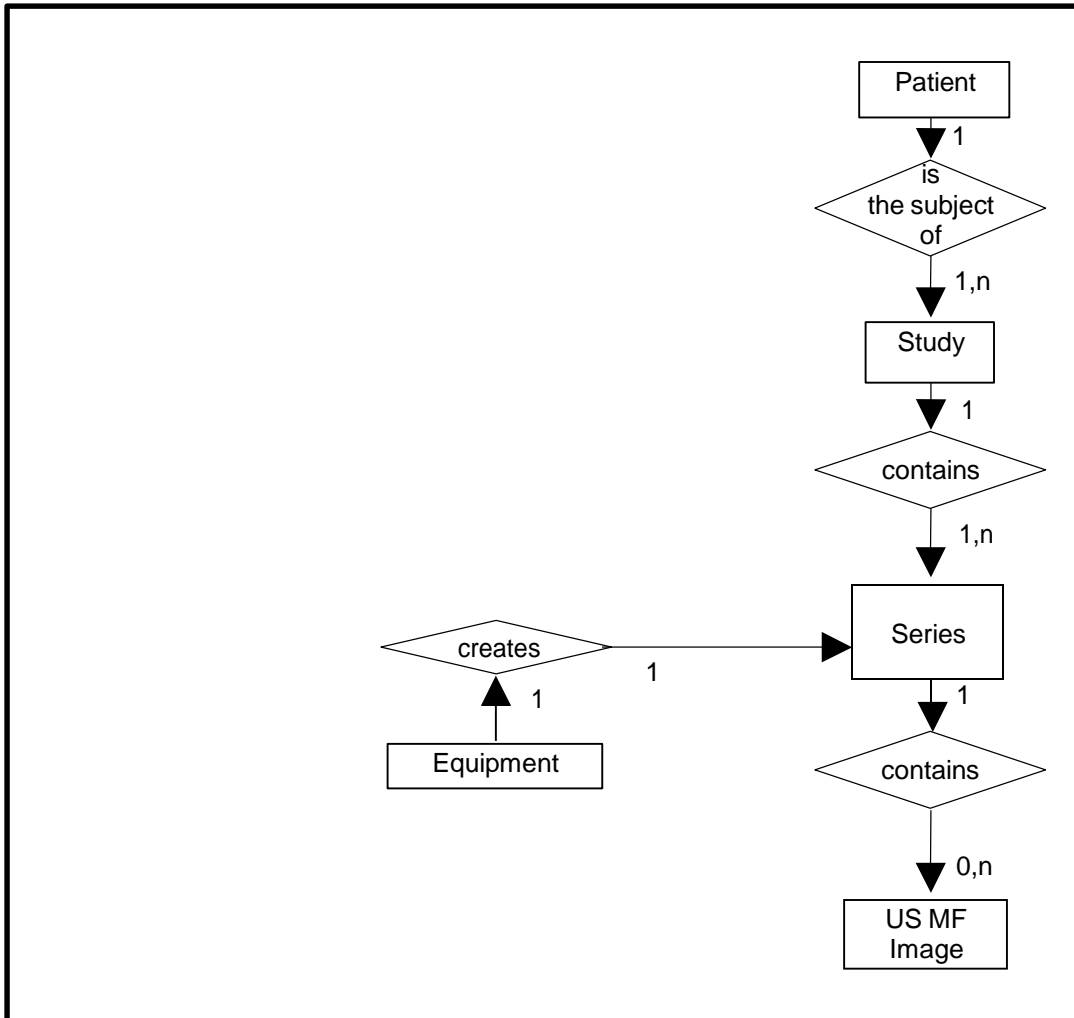 Patient
1
is
the subject
of
1,n
Study
1
contains
1,n
Series
creates
1
1
1
Equipment
contains
0,n
US MF
Image